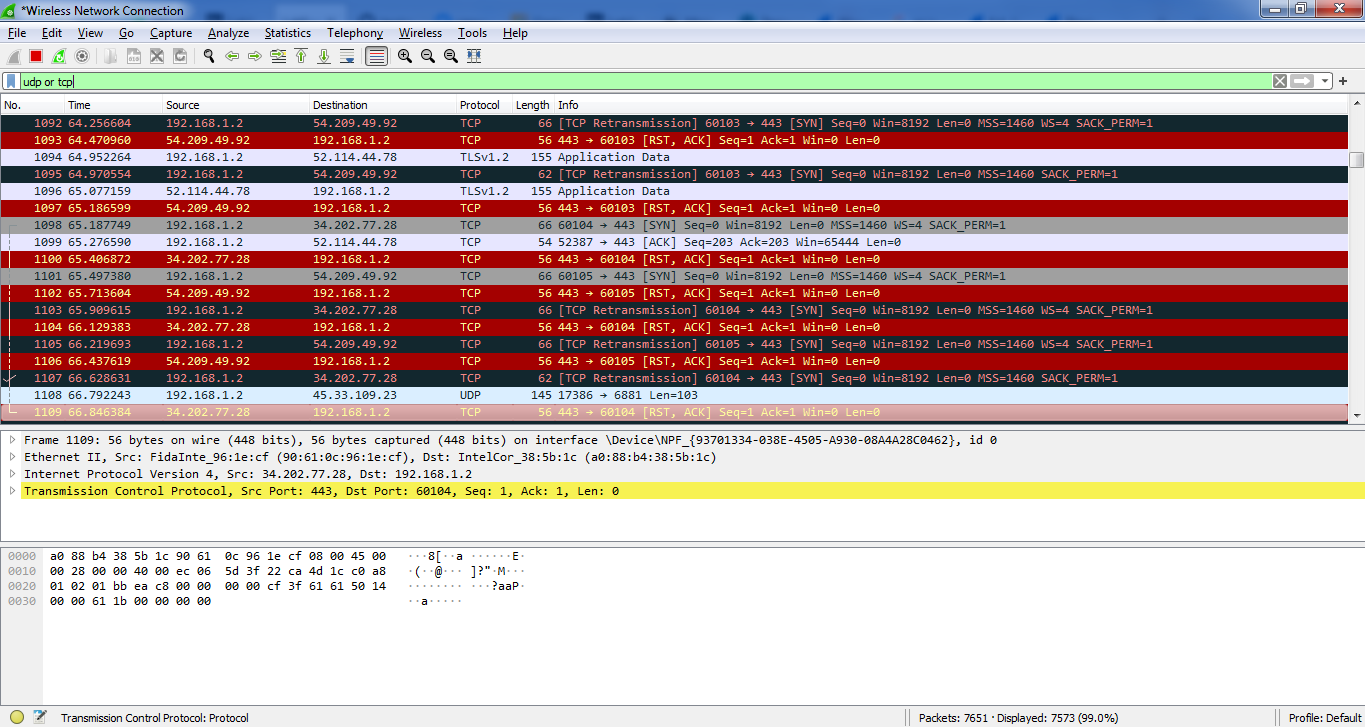 *Wireless Network Connection
File Edit View Go Capture Analyze Statistics Telephony Wireless Tools Help
udp or tcp
No. Time Source Destination Protocol Length Info
1092 64.256604 192.168.1.2 54.209.49.92 TCP 66 [TCP Retransmission] 60103 → 443 [SYN] Seq=0 Win=8192 Len=0 MSS=1460 WS=4 SACK_PERM=1
1093 64.470960 54.209.49.92 192.168.1.2 TCP 56 443 → 60103 [RST, ACK] Seq=1 Ack=1 Win=0 Len=0
1094 64.952264 192.168.1.2 52.114.44.78 TLSv1.2 155 Application Data
1095 64.970554 192.168.1.2 54.209.49.92 TCP 62 [TCP Retransmission] 60103 → 443 [SYN] Seq=0 Win=8192 Len=0 MSS=1460 SACK_PERM=1
1096 65.077159 52.114.44.78 192.168.1.2 TLSv1.2 155 Application Data
1097 65.186599 54.209.49.92 192.168.1.2 TCP 56 443 → 60103 [RST, ACK] Seq=1 Ack=1 Win=0 Len=0
1098 65.187749 192.168.1.2 34.202.77.28 TCP 66 60104 → 443 [SYN] Seq=0 Win=8192 Len=0 MSS=1460 WS=4 SACK_PERM=1
1099 65.276590 192.168.1.2 52.114.44.78 TCP 54 52387 → 443 [ACK] Seq=203 Ack=203 Win=65444 Len=0
1100 65.406872 34.202.77.28 192.168.1.2 TCP 56 443 → 60104 [RST, ACK] Seq=1 Ack=1 Win=0 Len=0
1101 65.497380 192.168.1.2 54.209.49.92 TCP 66 60105 → 443 [SYN] Seq=0 Win=8192 Len=0 MSS=1460 WS=4 SACK_PERM=1
1102 65.713604 54.209.49.92 192.168.1.2 TCP 56 443 → 60105 [RST, ACK] Seq=1 Ack=1 Win=0 Len=0
1103 65.909615 192.168.1.2 34.202.77.28 TCP 66 [TCP Retransmission] 60104 → 443 [SYN] Seq=0 Win=8192 Len=0 MSS=1460 WS=4 SACK_PERM=1
1104 66.129383 34.202.77.28 192.168.1.2 TCP 56 443 → 60104 [RST, ACK] Seq=1 Ack=1 Win=0 Len=0
1105 66.219693 192.168.1.2 54.209.49.92 TCP 66 [TCP Retransmission] 60105 → 443 [SYN] Seq=0 Win=8192 Len=0 MSS=1460 WS=4 SACK_PERM=1
1106 66.437619 54.209.49.92 192.168.1.2 TCP 56 443 → 60105 [RST, ACK] Seq=1 Ack=1 Win=0 Len=0
1107 66.628631 192.168.1.2 34.202.77.28 TCP 62 [TCP Retransmission] 60104 → 443 [SYN] Seq=0 Win=8192 Len=0 MSS=1460 SACK_PERM=1
1108 66.792243 192.168.1.2 45.33.109.23 UDP 145 17386 → 6881 Len=103
1109 66.846384 34.202.77.28 192.168.1.2 TCP 56 443 → 60104 [RST, ACK] Seq=1 Ack=1 Win=0 Len=0
Frame 1109: 56 bytes on wire (448 bits), 56 bytes captured (448 bits) on interface \Device\NPF_{93701334-038E-4505-A930-08A4A28C0462}, id 0
Ethernet II, Src: FidaInte_96:1e:cf (90:61:0c:96:1e:cf), Dst: IntelCor_38:5b:1c (a0:88:b4:38:5b:1c)
Internet Protocol Version 4, Src: 34.202.77.28, Dst: 192.168.1.2
Transmission Control Protocol, Src Port: 443, Dst Port: 60104, Seq: 1, Ack: 1, Len: 0
0000 a0 88 b4 38 5b 1c 90 61 0c 96 1e cf 08 00 45 00 ···8[··a ······E·
0010 00 28 00 00 40 00 ec 06 5d 3f 22 ca 4d 1c c0 a8 ·(··@··· ]?"·M···
0020 01 02 01 bb ea c8 00 00 00 00 cf 3f 61 61 50 14 ········ ···?aaP·
0030 00 00 61 1b 00 00 00 00 ··a·····
Transmission Control Protocol: Protocol
Packets: 7651 · Displayed: 7573 (99.0%)
Profile: Default